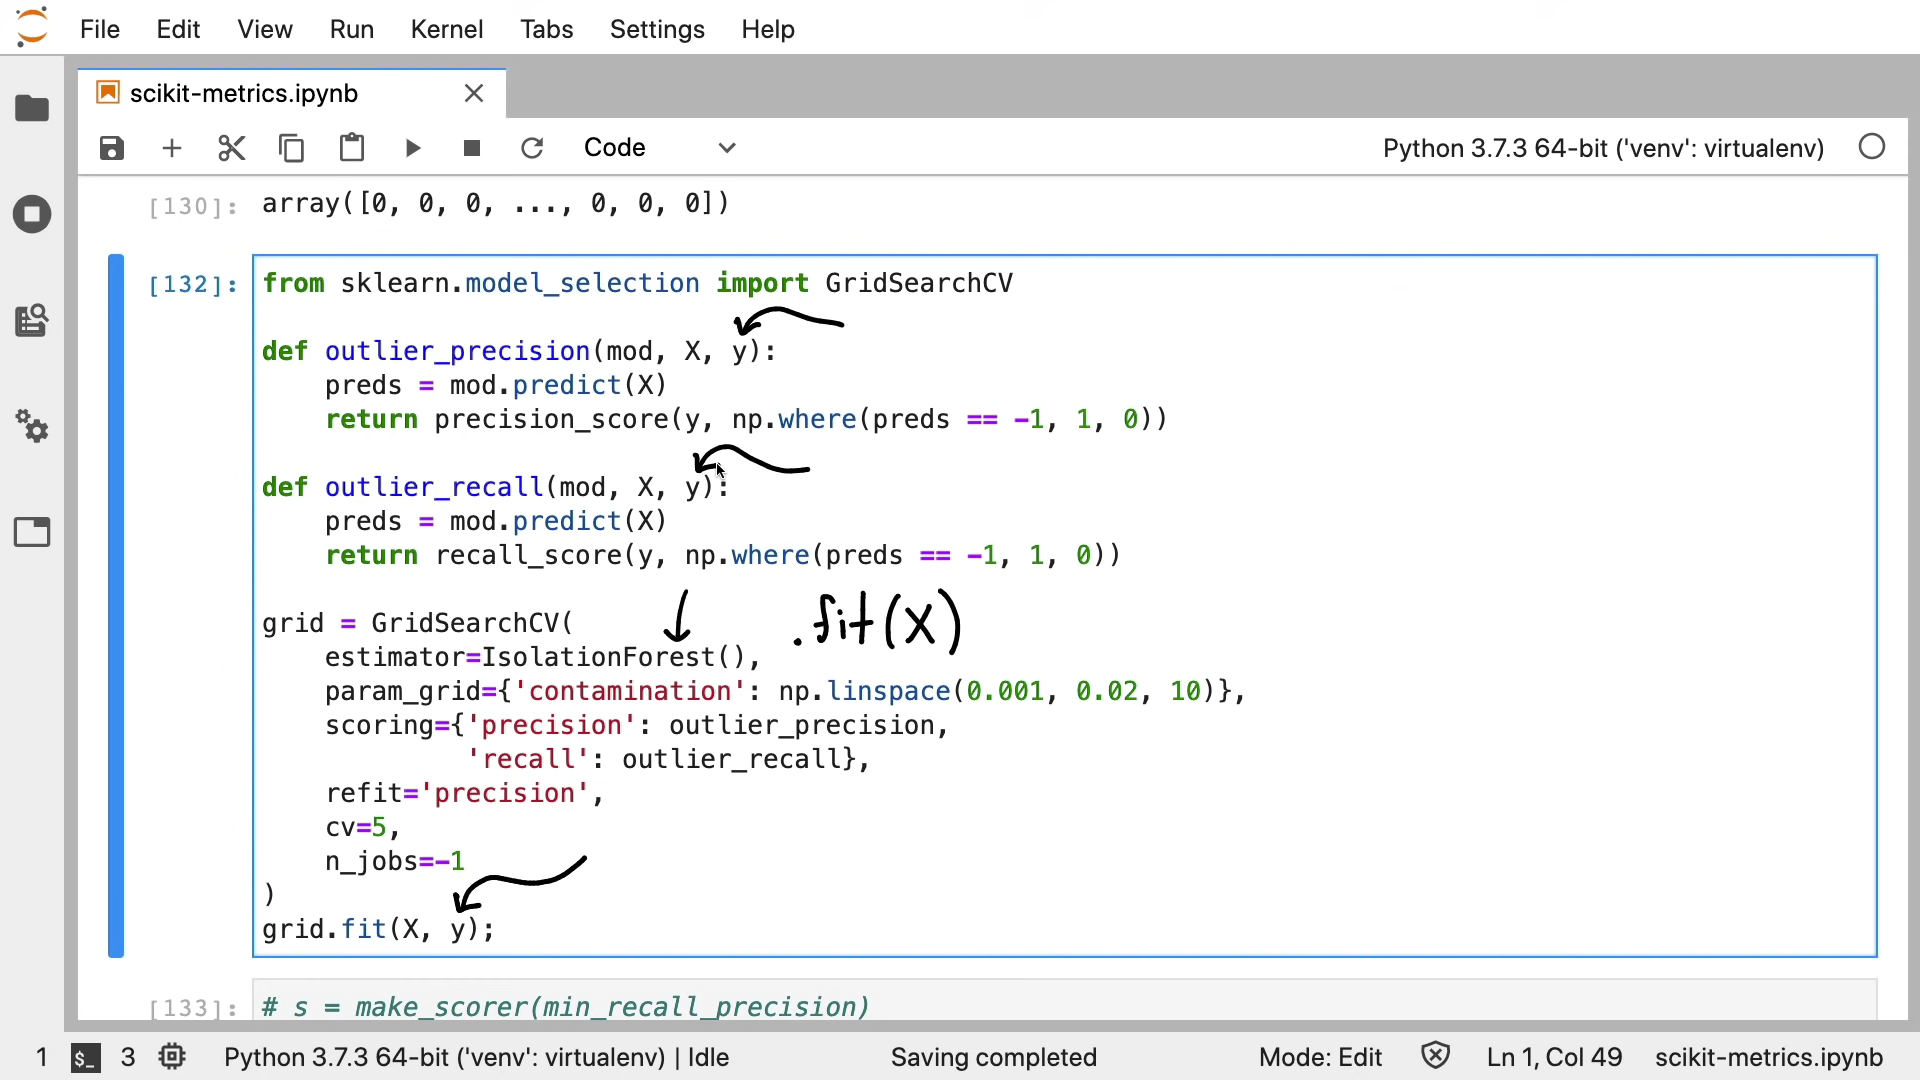 File Edit View Run Kernel Tabs Settings Help
scikit-metrics.ipynb
Code Python 3.7.3 64-bit ('venv': virtualenv)
[130]: array([0, 0, 0, ..., 0, 0, 0])
[132]: from sklearn.model_selection import GridSearchCV
def outlier_precision(mod, X, y):
    preds = mod.predict(X)
    return precision_score(y, np.where(preds == -1, 1, 0))
def outlier_recall(mod, X, y):
    preds = mod.predict(X)
    return recall_score(y, np.where(preds == -1, 1, 0))
grid = GridSearchCV(
.fit(X)
    estimator=IsolationForest(),
    param_grid={'contamination': np.linspace(0.001, 0.02, 10)},
    scoring={'precision': outlier_precision,
             'recall': outlier_recall},
    refit='precision',
    cv=5,
    n_jobs=-1
)
grid.fit(X, y);
[133]: # s = make_scorer(min_recall_precision)
1 $_ 3 Python 3.7.3 64-bit ('venv': virtualenv) | Idle Saving completed Mode: Edit Ln 1, Col 49 scikit-metrics.ipynb